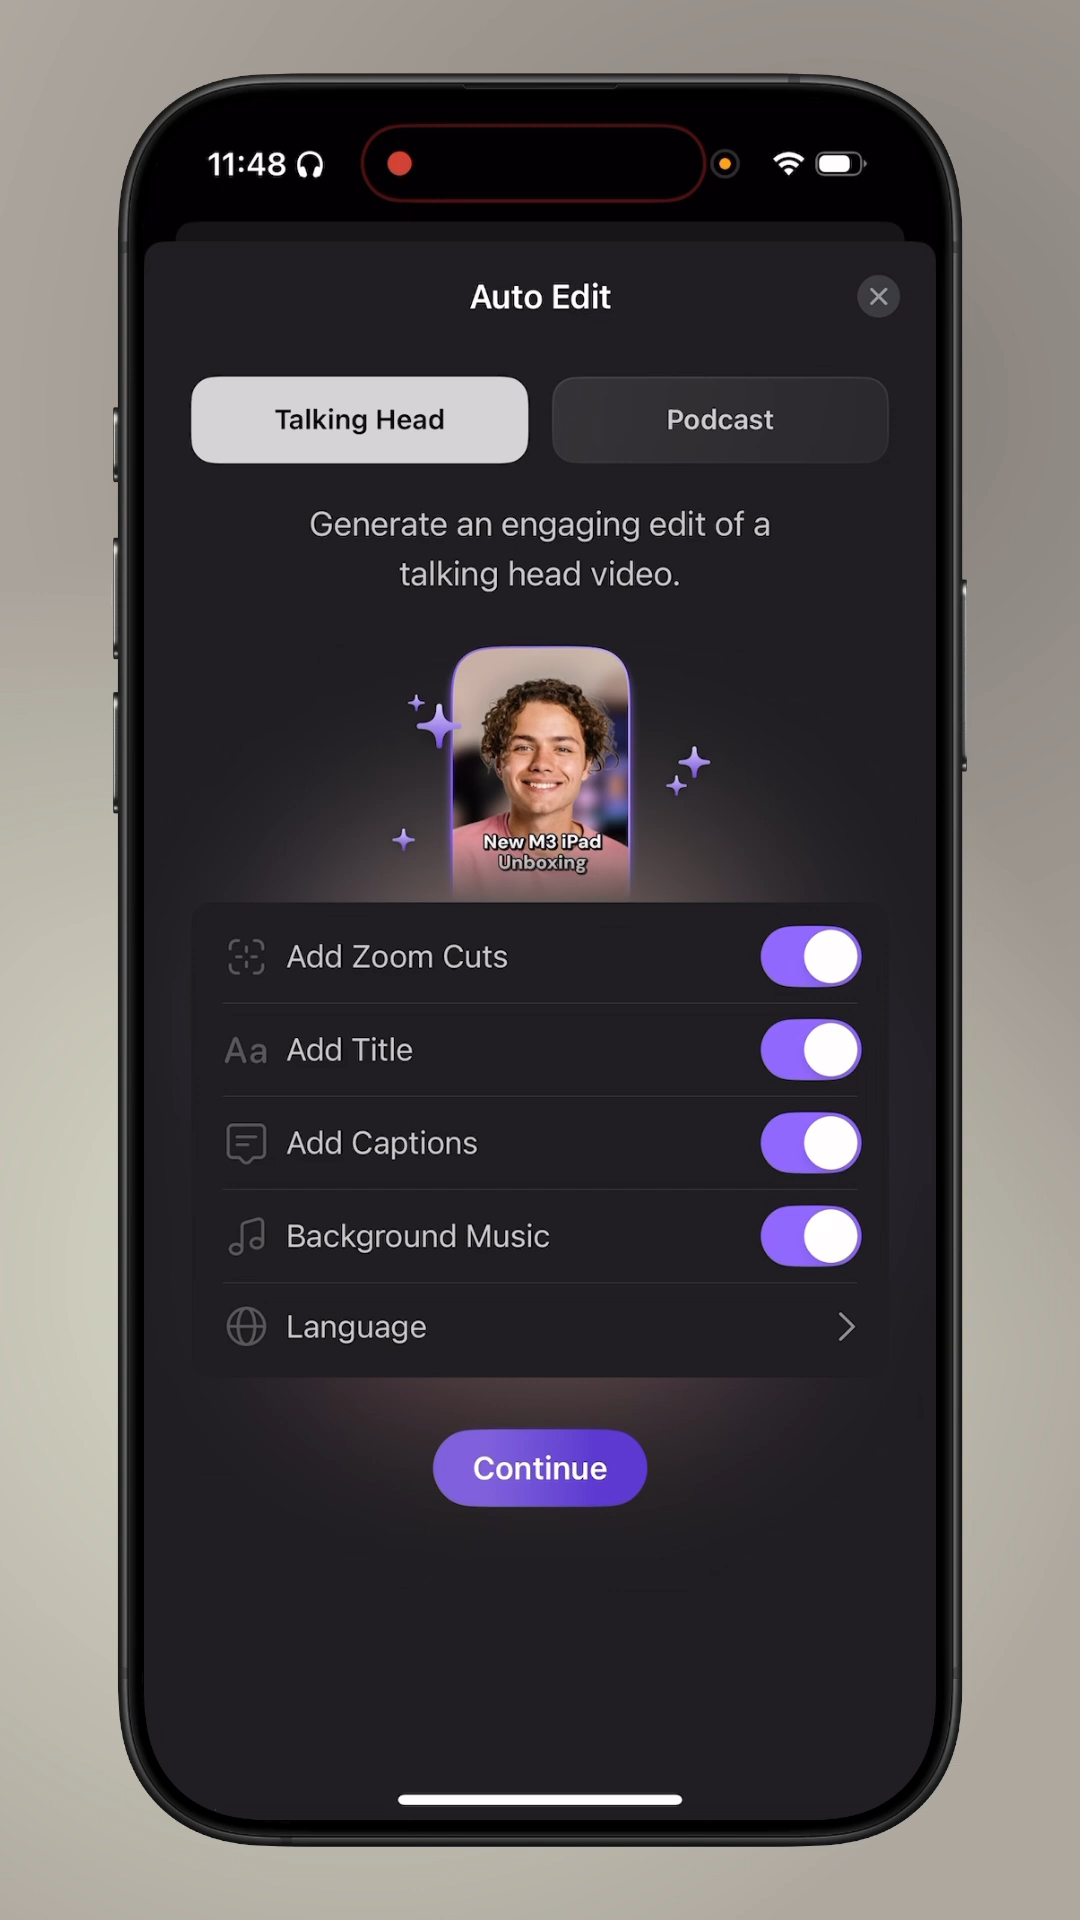 11:48
Auto Edit
Talking Head
Podcast
Generate an engaging edit of a
talking head video.
New M3 iPad
Unboxing
Add Zoom Cuts
Aa Add Title
Add Captions
Background Music
Language
Continue